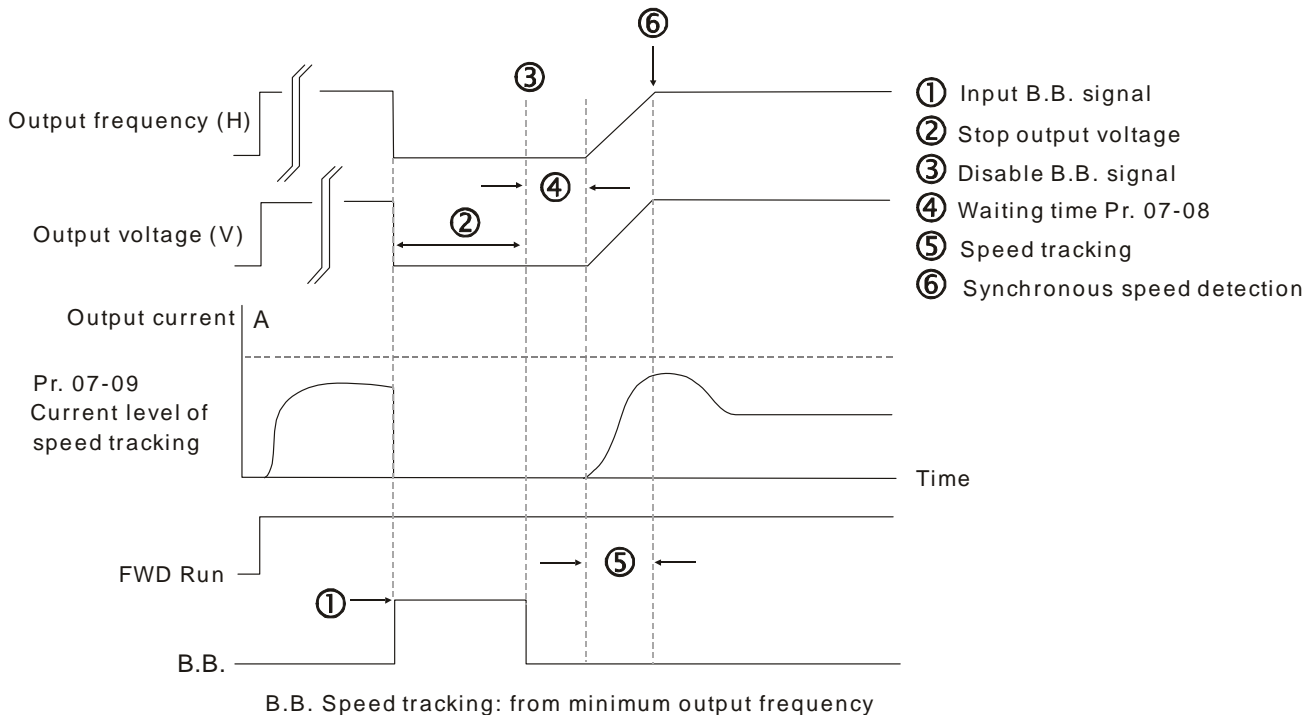 ⑥
③
Output frequency (H)
① Input B.B. signal
② Stop output voltage
③ Disable B.B. signal
④ Waiting time Pr. 07-08
⑤ Speed tracking
⑥ Synchronous speed detection
④
②
Output voltage (V)
Output current A
Pr. 07-09
Current level of
speed tracking
Time
FWD Run
⑤
①
B.B.
B.B. Speed tracking: from minimum output frequency